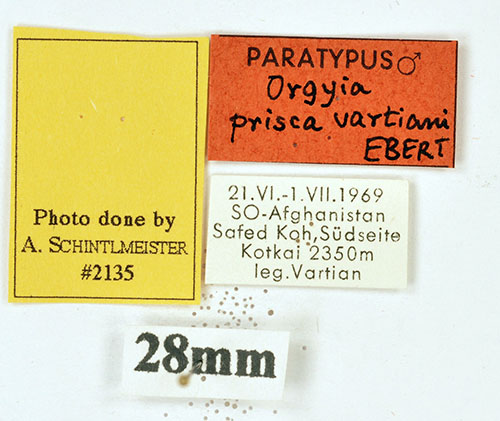 PARATYPUS♂
Orgyia
prisca vartiani
EBERT
Photo done by
A. SCHINTLMEISTER
#2135
21.VI.-1.VII.1969
SO-Afghanistan
Safed Koh, Südseite
Kotkai 2350m
leg. Vartian
28mm